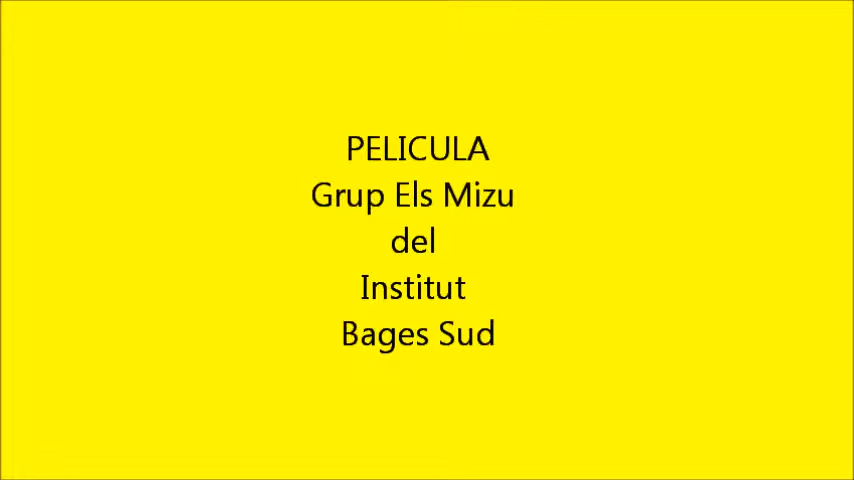 PELICULA
Grup Els Mizu
del
Institut
Bages Sud